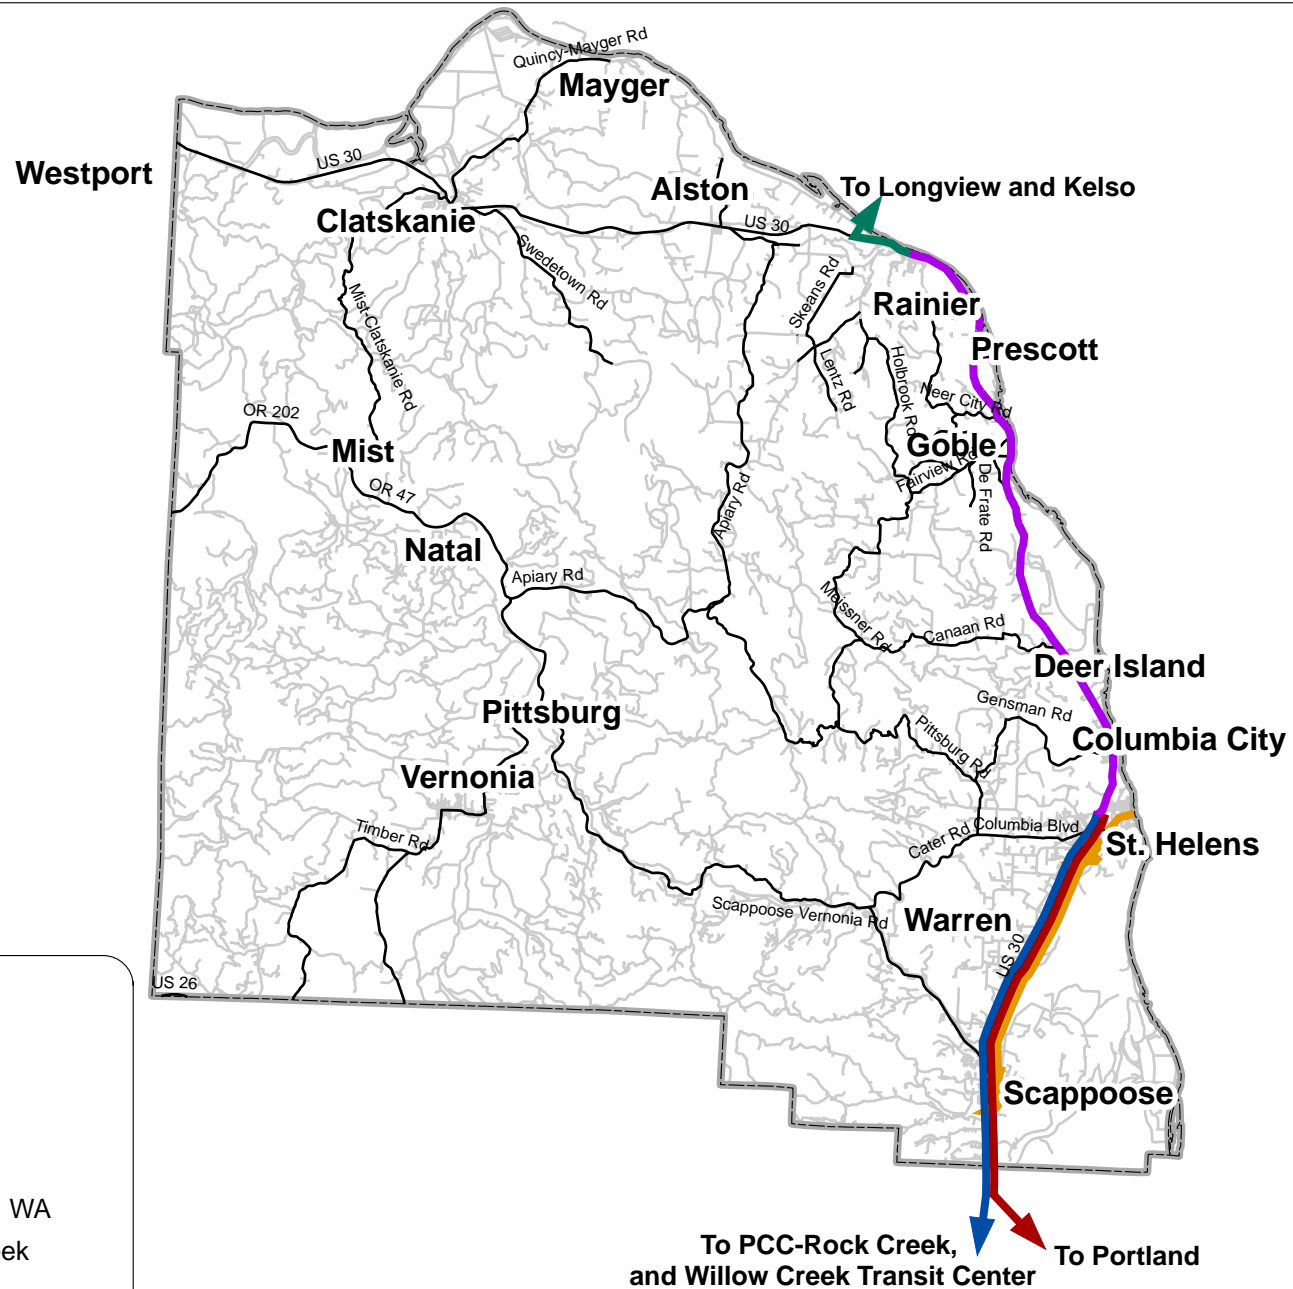 Quincy-Mayger Rd
Mayger
US 30
Westport
Alston
To Longview and Kelso
Clatskanie
US 30
Swedetown Rd
Skeans Rd
Mist-Clatskanie Rd
Rainier
Prescott
Lentz Rd
Holbrook Rd
Neer City Rd
OR 202
Mist
Goble
Fairview Rd
De Frate Rd
OR 47
Apiary Rd
Natal
Apiary Rd
Meissner Rd
Canaan Rd
Deer Island
Gensman Rd
Pittsburg
Pittsburg Rd
Columbia City
Vernonia
Timber Rd
Cater Rd
Columbia Blvd
St. Helens
Scappoose Vernonia Rd
Warren
US 30
US 26
Scappoose
WA
ek
To PCC-Rock Creek,
and Willow Creek Transit Center
To Portland